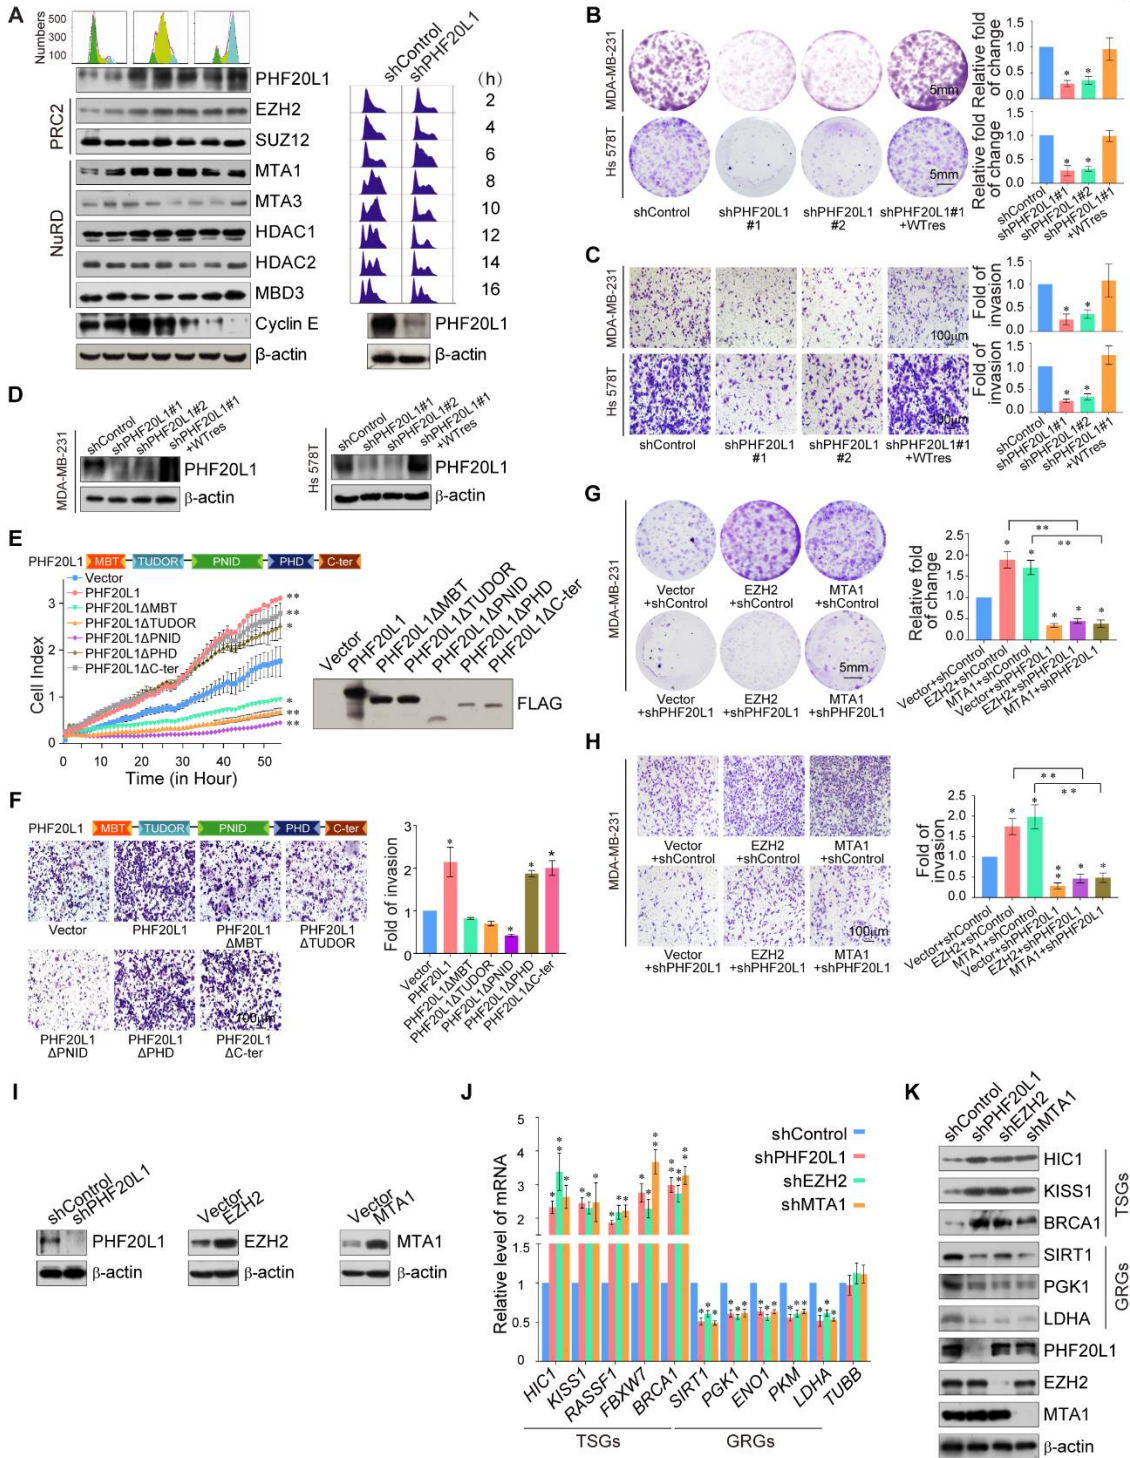 A
Numbers
500
300
100
PRC2
NuRD
PHF20L1
EZH2
SUZ12
MTA1
MTA3
HDAC1
HDAC2
MBD3
Cyclin E
β-actin
shControl
shPHF20L1
(h)
2
4
6
8
10
12
14
16
PHF20L1
β-actin
B
MDA-MB-231
Hs 578T
5mm
5mm
shControl
shPHF20L1
#1
shPHF20L1
#2
shPHF20L1#1
+WTres
Relative fold
of change
1.5
1.0
0.5
0.0
* *
Relative fold
of change
1.5
1.0
0.5
0.0
* *
shControl
shPHF20L1#1
shPHF20L1#2
shPHF20L1#1
+WTres
C
MDA-MB-231
Hs 578T
100μm
100μm
shControl
shPHF20L1
#1
shPHF20L1
#2
shPHF20L1#1
+WTres
Fold of
invasion
1.5
1.0
0.5
0.0
* *
Fold of
invasion
1.5
1.0
0.5
0.0
* *
shControl
shPHF20L1#1
shPHF20L1#2
shPHF20L1#1
+WTres
D
MDA-MB-231
shControl
shPHF20L1#1
shPHF20L1#2
shPHF20L1#1
+WTres
PHF20L1
β-actin
Hs 578T
shControl
shPHF20L1#1
shPHF20L1#2
shPHF20L1#1
+WTres
PHF20L1
β-actin
E
PHF20L1 MBT TUDOR PNID PHD C-ter
Vector
PHF20L1
PHF20L1ΔMBT
PHF20L1ΔTUDOR
PHF20L1ΔPNID
PHF20L1ΔPHD
PHF20L1ΔC-ter
Cell Index
3
2
1
0
0 10 20 30 40 50
Time (in Hour)
**
**
*
*
**
**
Vector
PHF20L1
PHF20L1ΔMBT
PHF20L1ΔTUDOR
PHF20L1ΔPNID
PHF20L1ΔPHD
PHF20L1ΔC-ter
FLAG
F
PHF20L1 MBT TUDOR PNID PHD C-ter
Vector
PHF20L1
PHF20L1
ΔMBT
PHF20L1
ΔTUDOR
PHF20L1
ΔPNID
PHF20L1
ΔPHD
PHF20L1
ΔC-ter
100μm
Fold of invasion
3
2
1
0
* * * *
Vector
PHF20L1
PHF20L1ΔMBT
PHF20L1ΔTUDOR
PHF20L1ΔPNID
PHF20L1ΔPHD
PHF20L1ΔC-ter
G
MDA-MB-231
Vector
+shControl
EZH2
+shControl
MTA1
+shControl
5mm
Vector
+shPHF20L1
EZH2
+shPHF20L1
MTA1
+shPHF20L1
Relative fold
of change
2.5
2.0
1.5
1.0
0.5
0.0
**
**
* * * * *
Vector+shControl
EZH2+shControl
MTA1+shControl
Vector+shPHF20L1
EZH2+shPHF20L1
MTA1+shPHF20L1
H
MDA-MB-231
Vector
+shControl
EZH2
+shControl
MTA1
+shControl
100μm
Vector
+shPHF20L1
EZH2
+shPHF20L1
MTA1
+shPHF20L1
Fold of
invasion
2.5
2.0
1.5
1.0
0.5
0.0
**
**
* * ** * *
Vector+shControl
EZH2+shControl
MTA1+shControl
Vector+shPHF20L1
EZH2+shPHF20L1
MTA1+shPHF20L1
I
shControl
shPHF20L1
PHF20L1
β-actin
Vector
EZH2
EZH2
β-actin
Vector
MTA1
MTA1
β-actin
J
Relative level of mRNA
5
4
3
2
1.5
1.0
0.5
0
shControl
shPHF20L1
shEZH2
shMTA1
HIC1
KISS1
RASSF1
FBXW7
BRCA1
SIRT1
PGK1
ENO1
PKM
LDHA
TUBB
TSGs
GRGs
K
shControl
shPHF20L1
shEZH2
shMTA1
HIC1
KISS1
BRCA1
TSGs
SIRT1
PGK1
LDHA
GRGs
PHF20L1
EZH2
MTA1
β-actin